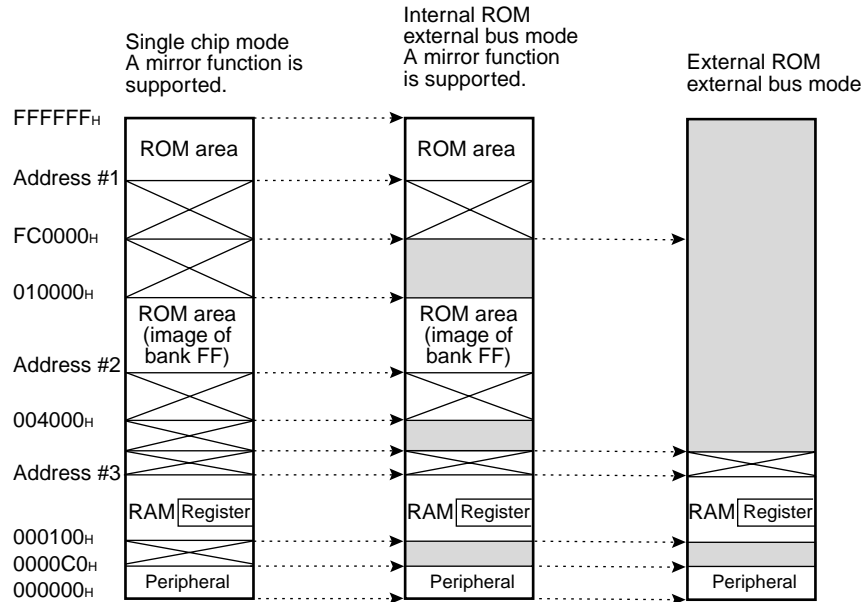 Single chip mode
A mirror function is
supported.
Internal ROM
external bus mode
A mirror function
is supported.
External ROM
external bus mode
FFFFFFH
Address #1
FC0000H
010000H
Address #2
004000H
Address #3
000100H
0000C0H
000000H
ROM area
ROM area
(image of
bank FF)
RAM Register
Peripheral
ROM area
ROM area
(image of
bank FF)
RAM Register
Peripheral
RAM Register
Peripheral